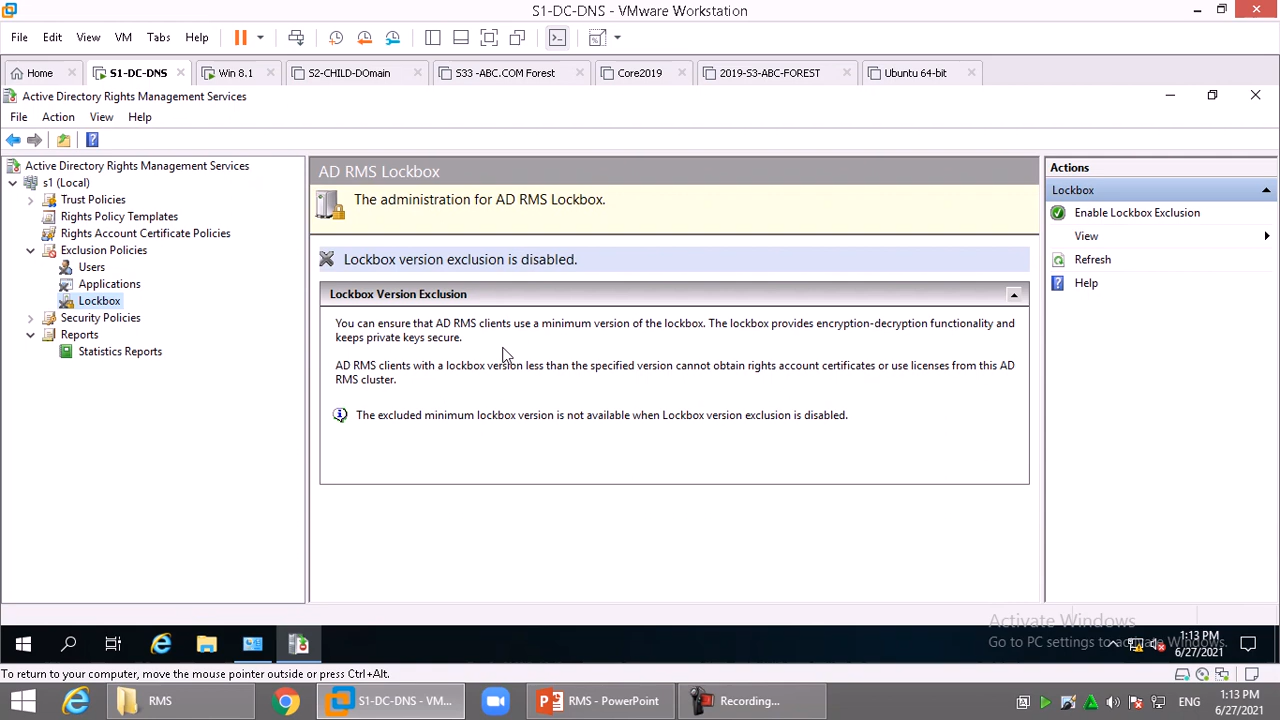 S1-DC-DNS - VMware Workstation
File Edit View VM Tabs Help
Home S1-DC-DNS Win 8.1 S2-CHILD-DOmain S33 -ABC.COM Forest Core2019 2019-S3-ABC-FOREST Ubuntu 64-bit
Active Directory Rights Management Services
File Action View Help
Active Directory Rights Management Services
s1 (Local)
Trust Policies
Rights Policy Templates
Rights Account Certificate Policies
Exclusion Policies
Users
Applications
Lockbox
Security Policies
Reports
Statistics Reports
AD RMS Lockbox
The administration for AD RMS Lockbox.
Lockbox version exclusion is disabled.
Lockbox Version Exclusion
You can ensure that AD RMS clients use a minimum version of the lockbox. The lockbox provides encryption-decryption functionality and
keeps private keys secure.
AD RMS clients with a lockbox version less than the specified version cannot obtain rights account certificates or use licenses from this AD
RMS cluster.
The excluded minimum lockbox version is not available when Lockbox version exclusion is disabled.
Actions
Lockbox
Enable Lockbox Exclusion
View
Refresh
Help
Activate Windows
Go to PC settings to activate Windows.
1:13 PM
6/27/2021
To return to your computer, move the mouse pointer outside or press Ctrl+Alt.
RMS S1-DC-DNS - VM... RMS - PowerPoint Recording... ENG
1:13 PM
6/27/2021